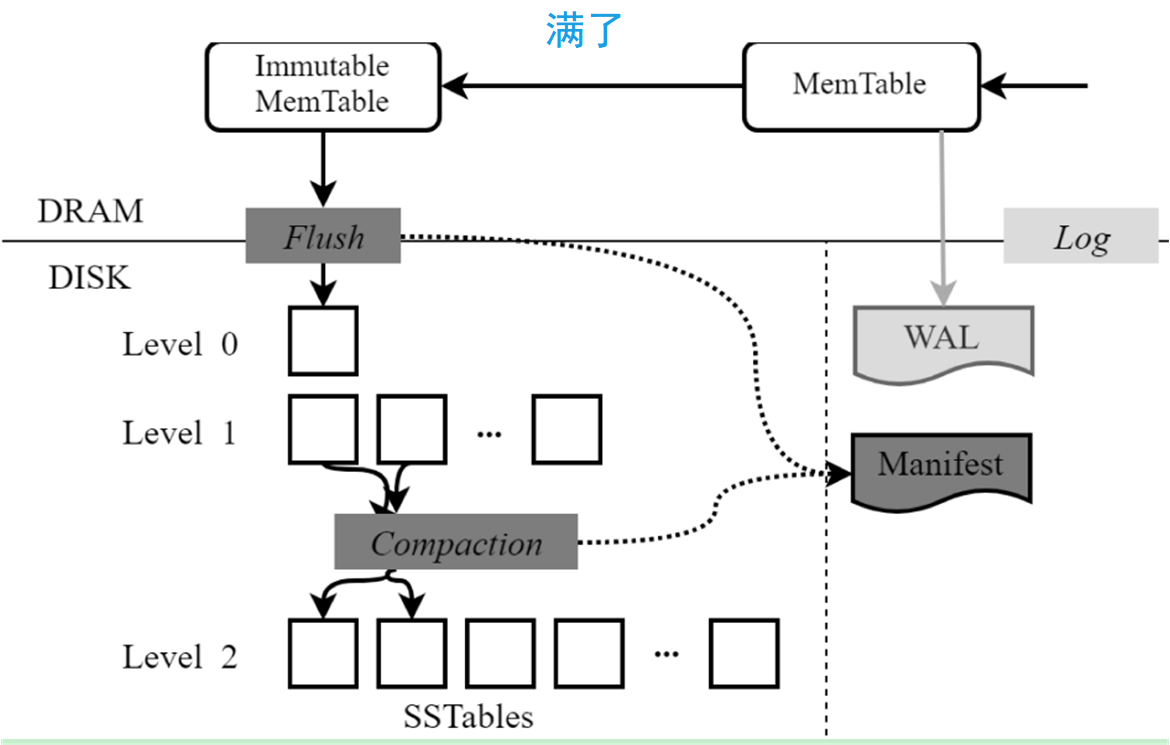 满了
Immutable
MemTable
MemTable
DRAM
Flush
Log
DISK
Level 0
WAL
Level 1
...
Manifest
Compaction
Level 2
...
SSTables